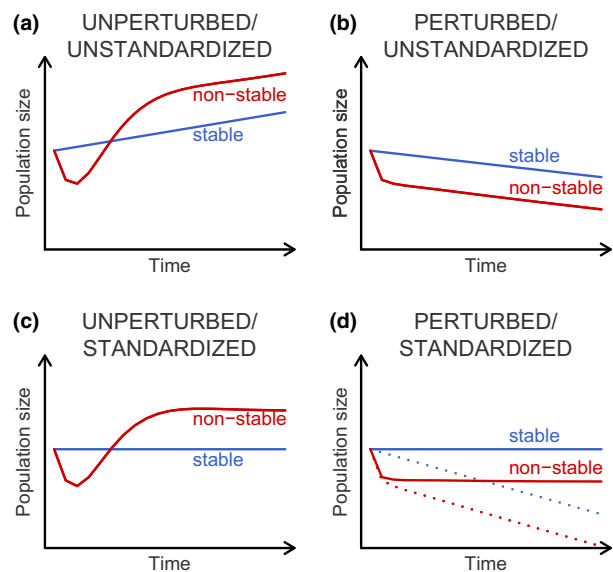 (a)
UNPERTURBED/
UNSTANDARDIZED
Population size
non−stable
stable
Time
(b)
PERTURBED/
UNSTANDARDIZED
Population size
stable
non−stable
Time
(c)
UNPERTURBED/
STANDARDIZED
Population size
non−stable
stable
Time
(d)
PERTURBED/
STANDARDIZED
Population size
stable
non−stable
Time